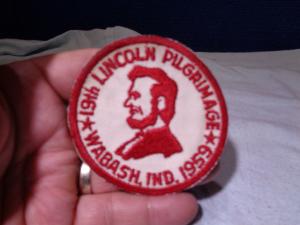 ★19th LINCOLN PILGRIMAGE★
WABASH, IND. 1959